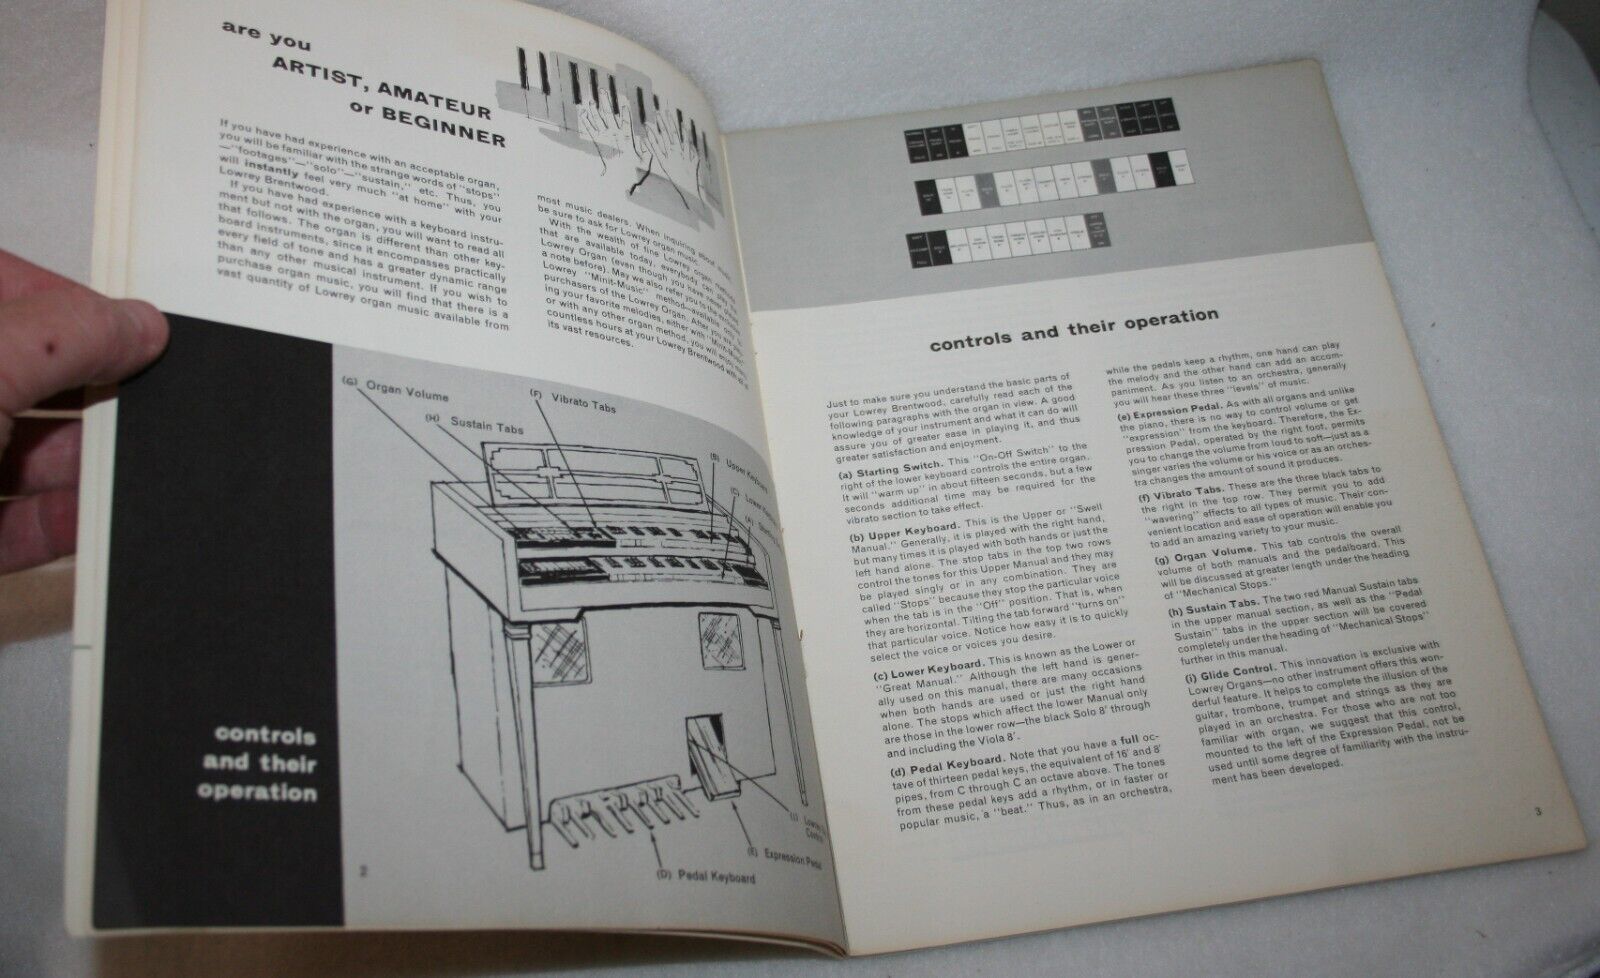 are you
ARTIST, AMATEUR
or BEGINNER
If you have had experience with an acceptable organ,
you will be familiar with the strange words of "stops"
—"footages"—"solo"—"sustain," etc. Thus, you
will instantly feel very much "at home" with your
Lowrey Brentwood.
If you have had experience with a keyboard instru-
ment but not with the organ, you will want to read all
that follows. The organ is different than other key-
board instruments, since it encompasses practically
every field of tone and has a greater dynamic range
than any other musical instrument. If you wish to
purchase organ music, you will find that there is a
vast quantity of Lowrey organ music available from
most music dealers. When inquiring about music
be sure to ask for Lowrey organ music.
With the wealth of fine Lowrey organ methods
that are available today, everybody can play the
Lowrey Organ (even though you have never played
a note before). May we also refer you to the exclusive
Lowrey "Minit-Music" method—available only to
purchasers of the Lowrey Organ. After you are play-
ing your favorite melodies, either with "Minit-Music"
or with any other organ method, you will enjoy many
countless hours at your Lowrey Brentwood with all of
its vast resources.
(G) Organ Volume
(F) Vibrato Tabs
(H) Sustain Tabs
(B) Upper Keyboard
(C) Lower
(A)
(I) Lowrey
(E) Expression Pedal
(D) Pedal Keyboard
controls
and their
operation
2
controls and their operation
Just to make sure you understand the basic parts of
your Lowrey Brentwood, carefully read each of the
following paragraphs with the organ in view. A good
knowledge of your instrument and what it can do will
assure you of greater ease in playing it, and thus
greater satisfaction and enjoyment.
(a) Starting Switch. This "On-Off Switch" to the
right of the lower keyboard controls the entire organ.
It will "warm up" in about fifteen seconds, but a few
seconds additional time may be required for the
vibrato section to take effect.
(b) Upper Keyboard. This is the Upper or "Swell
Manual." Generally, it is played with the right hand,
but many times it is played with both hands or just the
left hand alone. The stop tabs in the top two rows
control the tones for this Upper Manual and they may
be played singly or in any combination. They are
called "Stops" because they stop the particular voice
when the tab is in the "Off" position. That is, when
they are horizontal. Tilting the tab forward "turns on"
that particular voice. Notice how easy it is to quickly
select the voice or voices you desire.
(c) Lower Keyboard. This is known as the Lower or
"Great Manual." Although the left hand is gener-
ally used on this manual, there are many occasions
when both hands are used or just the right hand
alone. The stops which affect the lower Manual only
are those in the lower row—the black Solo 8' through
and including the Viola 8'.
(d) Pedal Keyboard. Note that you have a full oc-
tave of thirteen pedal keys, the equivalent of 16' and 8'
pipes, from C through C an octave above. The tones
from these pedal keys add a rhythm, or in faster or
popular music, a "beat." Thus, as in an orchestra,
while the pedals keep a rhythm, one hand can play
the melody and the other hand can add an accom-
paniment. As you listen to an orchestra, generally
you will hear these three "levels" of music.
(e) Expression Pedal. As with all organs and unlike
the piano, there is no way to control volume or get
"expression" from the keyboard. Therefore, the Ex-
pression Pedal, operated by the right foot, permits
you to change the volume from loud to soft—just as a
singer varies the volume or his voice or as an orches-
tra changes the amount of sound it produces.
(f) Vibrato Tabs. These are the three black tabs to
the right in the top row. They permit you to add
"wavering" effects to all types of music. Their con-
venient location and ease of operation will enable you
to add an amazing variety to your music.
(g) Organ Volume. This tab controls the overall
volume of both manuals and the pedalboard. This
will be discussed at greater length under the heading
of "Mechanical Stops."
(h) Sustain Tabs. The two red Manual Sustain tabs
in the upper manual section, as well as the "Pedal
Sustain" tabs in the upper section will be covered
completely under the heading of "Mechanical Stops"
further in this manual.
(i) Glide Control. This innovation is exclusive with
Lowrey Organs—no other instrument offers this won-
derful feature. It helps to complete the illusion of the
guitar, trombone, trumpet and strings as they are
played in an orchestra. For those who are not too
familiar with organ, we suggest that this control,
mounted to the left of the Expression Pedal, not be
used until some degree of familiarity with the instru-
ment has been developed.
3